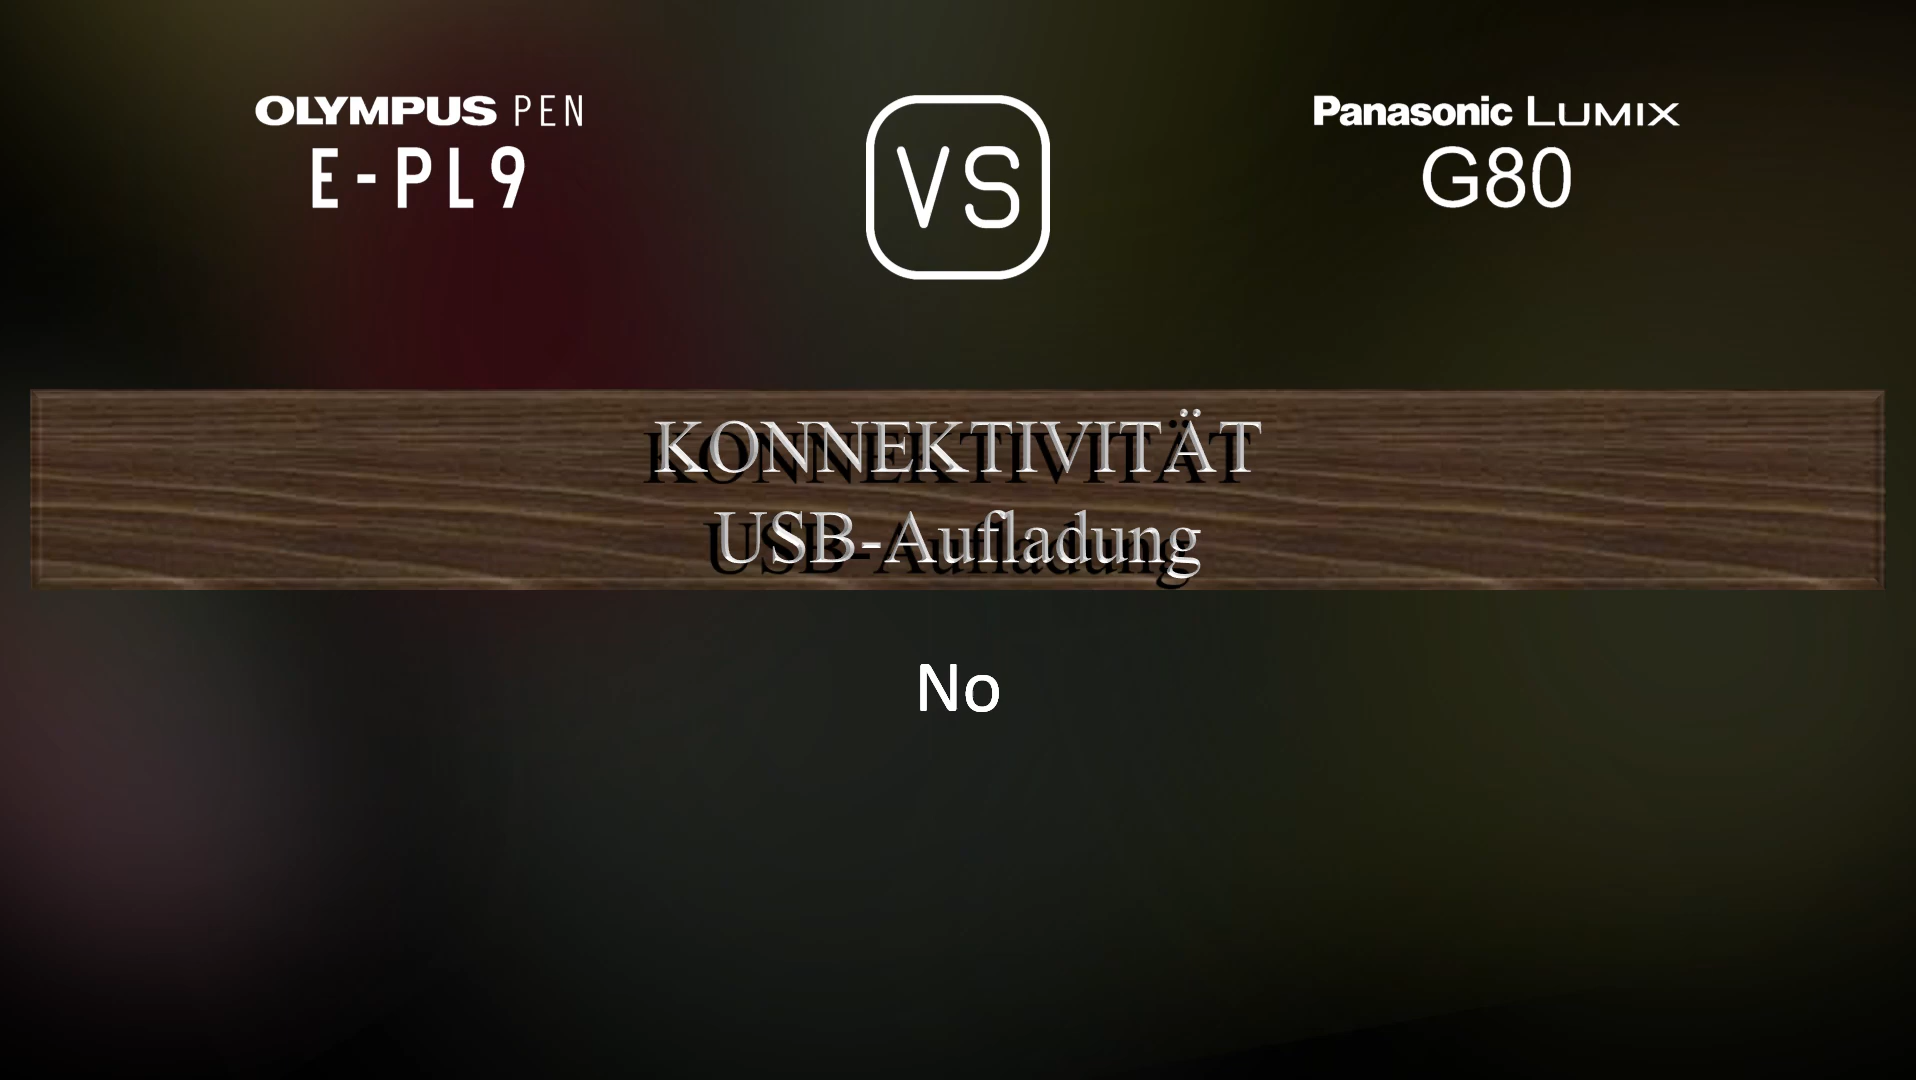 OLYMPUS PEN
E-PL9
VS
Panasonic LUMIX
G80
KONNEKTIVITÄT
USB-Aufladung
No